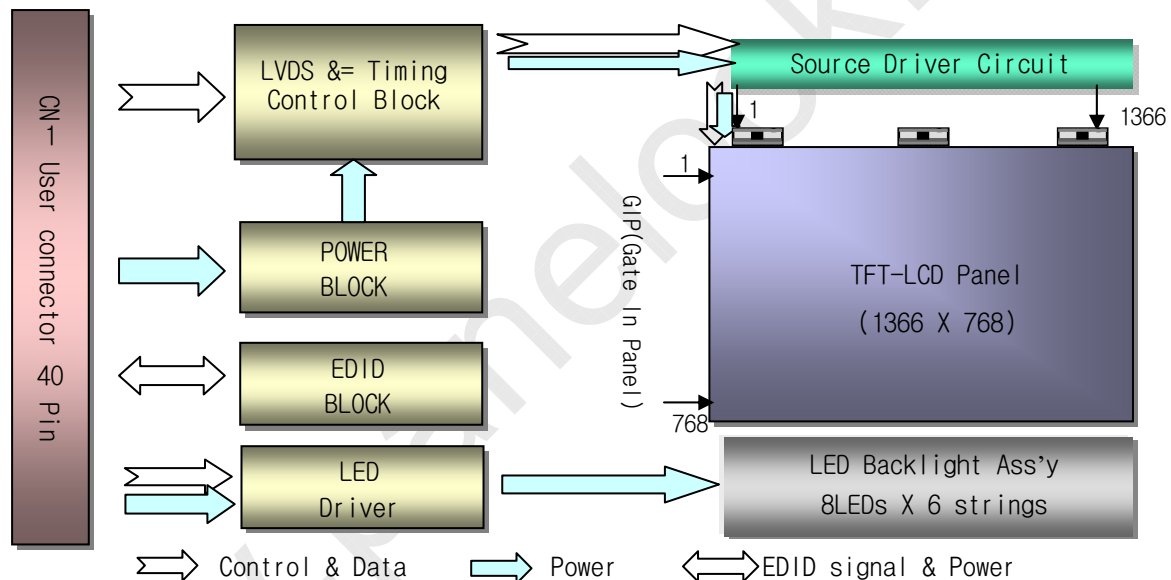 CN- User connector 40 Pin
LVDS &= Timing
Control Block
POWER
BLOCK
EDID
BLOCK
LED
Driver
Source Driver Circuit
1
1366
1
GIP(Gate In Panel)
768
TFT-LCD Panel
(1366 X 768)
LED Backlight Ass'y
8LEDs X 6 strings
Control & Data
Power
EDID signal & Power